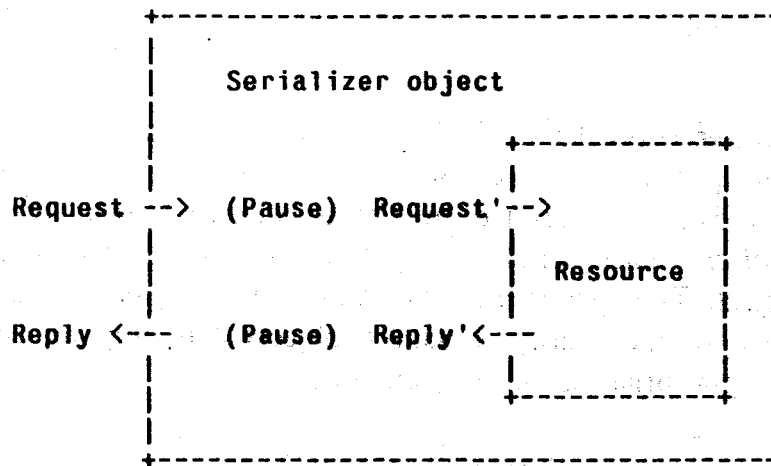 Serializer object
Request --> (Pause) Request'-->
Resource
Reply <--- (Pause) Reply'<---